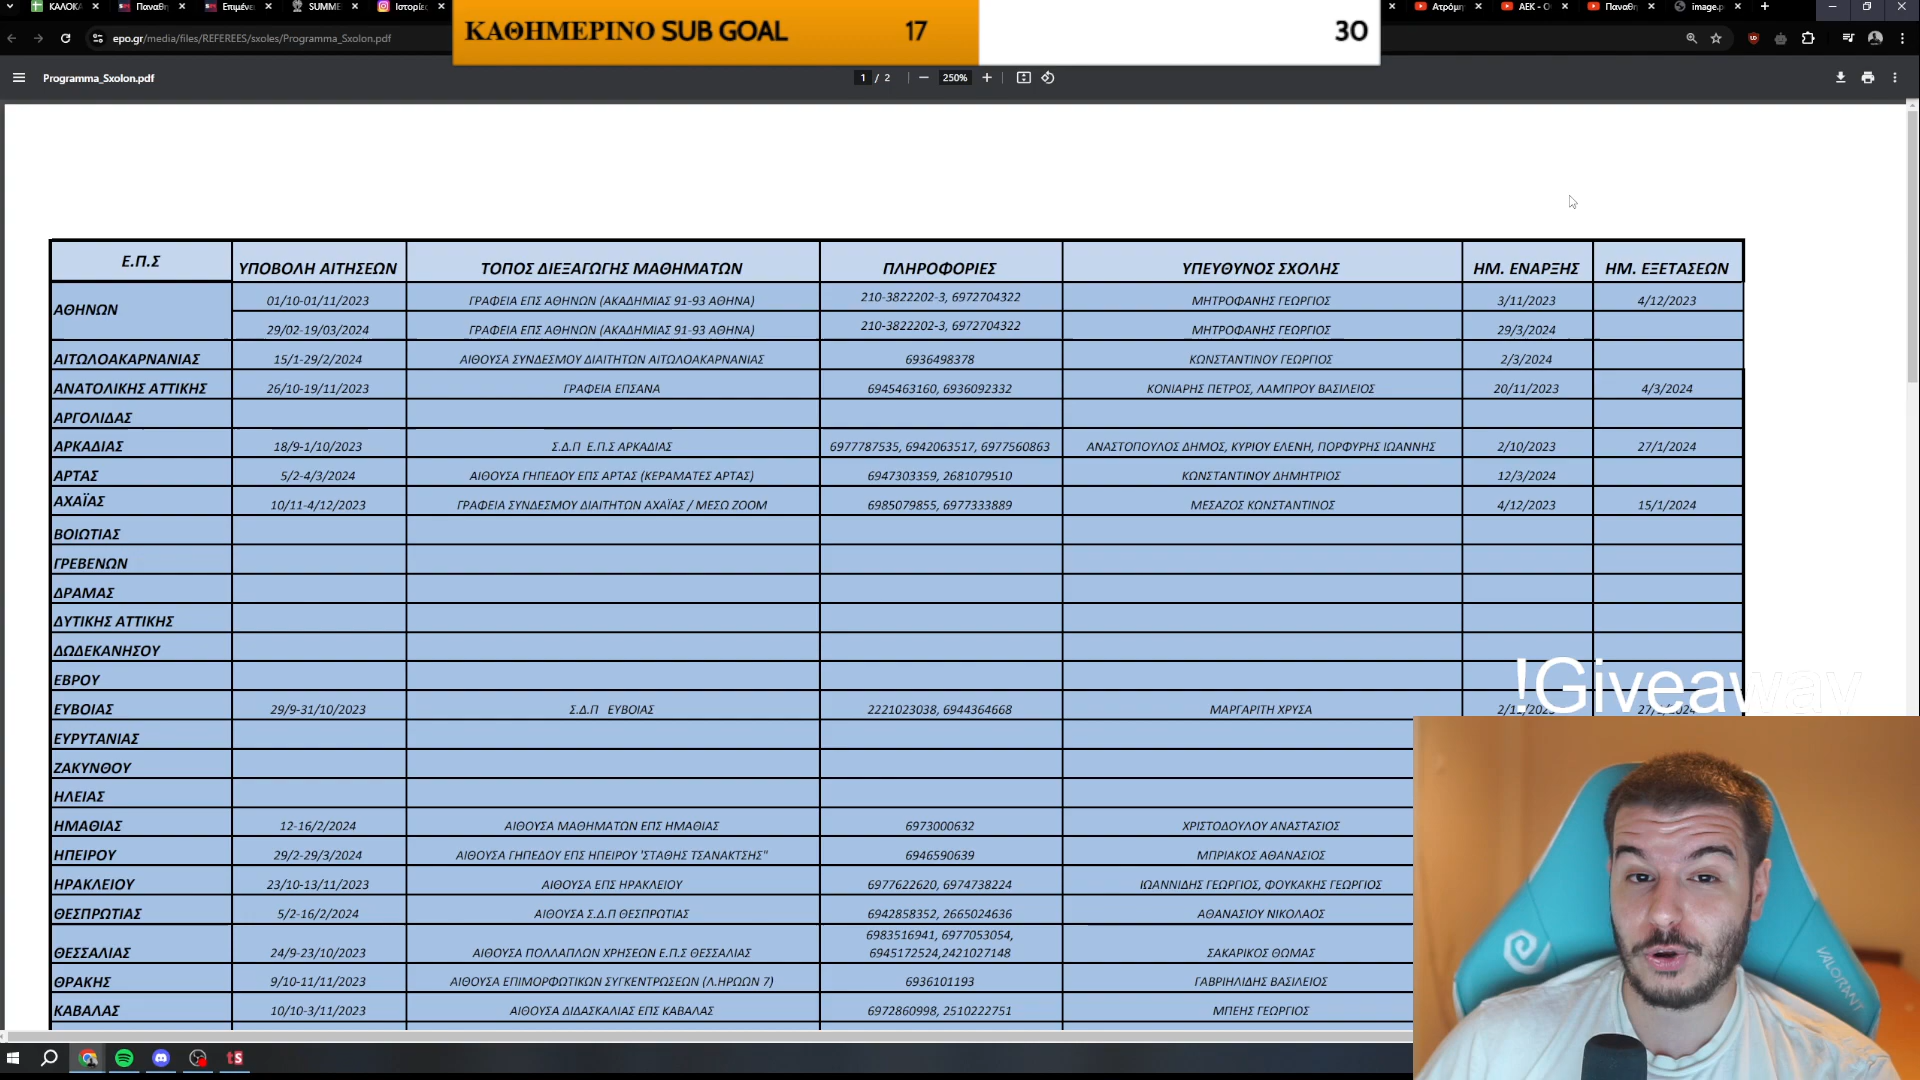 ΚΑΛΟΚΑ
Παναθη
Επιμένει
SUMME
Ιστορίες
Ατρόμητ
ΑΕΚ - Ο
Παναθη
image.p
epo.gr/media/files/REFEREES/sxoles/Programma_Sxolon.pdf
ΚΑΘΗΜΕΡΙΝΟ SUB GOAL 17 30
Programma_Sxolon.pdf
1 / 2
250%
Ε.Π.Σ ΥΠΟΒΟΛΗ ΑΙΤΗΣΕΩΝ ΤΟΠΟΣ ΔΙΕΞΑΓΩΓΗΣ ΜΑΘΗΜΑΤΩΝ ΠΛΗΡΟΦΟΡΙΕΣ ΥΠΕΥΘΥΝΟΣ ΣΧΟΛΗΣ ΗΜ. ΕΝΑΡΞΗΣ ΗΜ. ΕΞΕΤΑΣΕΩΝ
ΑΘΗΝΩΝ 01/10-01/11/2023 ΓΡΑΦΕΙΑ ΕΠΣ ΑΘΗΝΩΝ (ΑΚΑΔΗΜΙΑΣ 91-93 ΑΘΗΝΑ) 210-3822202-3, 6972704322 ΜΗΤΡΟΦΑΝΗΣ ΓΕΩΡΓΙΟΣ 3/11/2023 4/12/2023
29/02-19/03/2024 ΓΡΑΦΕΙΑ ΕΠΣ ΑΘΗΝΩΝ (ΑΚΑΔΗΜΙΑΣ 91-93 ΑΘΗΝΑ) 210-3822202-3, 6972704322 ΜΗΤΡΟΦΑΝΗΣ ΓΕΩΡΓΙΟΣ 29/3/2024
ΑΙΤΩΛΟΑΚΑΡΝΑΝΙΑΣ 15/1-29/2/2024 ΑΙΘΟΥΣΑ ΣΥΝΔΕΣΜΟΥ ΔΙΑΙΤΗΤΩΝ ΑΙΤΩΛΟΑΚΑΡΝΑΝΙΑΣ 6936498378 ΚΩΝΣΤΑΝΤΙΝΟΥ ΓΕΩΡΓΙΟΣ 2/3/2024
ΑΝΑΤΟΛΙΚΗΣ ΑΤΤΙΚΗΣ 26/10-19/11/2023 ΓΡΑΦΕΙΑ ΕΠΣΑΝΑ 6945463160, 6936092332 ΚΟΝΙΑΡΗΣ ΠΕΤΡΟΣ, ΛΑΜΠΡΟΥ ΒΑΣΙΛΕΙΟΣ 20/11/2023 4/3/2024
ΑΡΓΟΛΙΔΑΣ
ΑΡΚΑΔΙΑΣ 18/9-1/10/2023 Σ.Δ.Π Ε.Π.Σ ΑΡΚΑΔΙΑΣ 6977787535, 6942063517, 6977560863 ΑΝΑΣΤΟΠΟΥΛΟΣ ΔΗΜΟΣ, ΚΥΡΙΟΥ ΕΛΕΝΗ, ΠΟΡΦΥΡΗΣ ΙΩΑΝΝΗΣ 2/10/2023 27/1/2024
ΑΡΤΑΣ 5/2-4/3/2024 ΑΙΘΟΥΣΑ ΓΗΠΕΔΟΥ ΕΠΣ ΑΡΤΑΣ (ΚΕΡΑΜΑΤΕΣ ΑΡΤΑΣ) 6947303359, 2681079510 ΚΩΝΣΤΑΝΤΙΝΟΥ ΔΗΜΗΤΡΙΟΣ 12/3/2024
ΑΧΑΪΑΣ 10/11-4/12/2023 ΓΡΑΦΕΙΑ ΣΥΝΔΕΣΜΟΥ ΔΙΑΙΤΗΤΩΝ ΑΧΑΪΑΣ / ΜΕΣΩ ZOOM 6985079855, 6977333889 ΜΕΣΑΖΟΣ ΚΩΝΣΤΑΝΤΙΝΟΣ 4/12/2023 15/1/2024
ΒΟΙΩΤΙΑΣ
ΓΡΕΒΕΝΩΝ
ΔΡΑΜΑΣ
ΔΥΤΙΚΗΣ ΑΤΤΙΚΗΣ
ΔΩΔΕΚΑΝΗΣΟΥ
ΕΒΡΟΥ
!Giveaway
ΕΥΒΟΙΑΣ 29/9-31/10/2023 Σ.Δ.Π ΕΥΒΟΙΑΣ 2221023038, 6944364668 ΜΑΡΓΑΡΙΤΗ ΧΡΥΣΑ
ΕΥΡΥΤΑΝΙΑΣ
ΖΑΚΥΝΘΟΥ
ΗΛΕΙΑΣ
ΗΜΑΘΙΑΣ 12-16/2/2024 ΑΙΘΟΥΣΑ ΜΑΘΗΜΑΤΩΝ ΕΠΣ ΗΜΑΘΙΑΣ 6973000632 ΧΡΙΣΤΟΔΟΥΛΟΥ ΑΝΑΣΤΑΣΙΟΣ
ΗΠΕΙΡΟΥ 29/2-29/3/2024 ΑΙΘΟΥΣΑ ΓΗΠΕΔΟΥ ΕΠΣ ΗΠΕΙΡΟΥ 'ΣΤΑΘΗΣ ΤΣΑΝΑΚΤΣΗΣ" 6946590639 ΜΠΡΙΑΚΟΣ ΑΘΑΝΑΣΙΟΣ
ΗΡΑΚΛΕΙΟΥ 23/10-13/11/2023 ΑΙΘΟΥΣΑ ΕΠΣ ΗΡΑΚΛΕΙΟΥ 6977622620, 6974738224 ΙΩΑΝΝΙΔΗΣ ΓΕΩΡΓΙΟΣ, ΦΟΥΚΑΚΗΣ ΓΕΩΡΓΙΟΣ
ΘΕΣΠΡΩΤΙΑΣ 5/2-16/2/2024 ΑΙΘΟΥΣΑ Σ.Δ.Π ΘΕΣΠΡΩΤΙΑΣ 6942858352, 2665024636 ΑΘΑΝΑΣΙΟΥ ΝΙΚΟΛΑΟΣ
6983516941, 6977053054,
ΘΕΣΣΑΛΙΑΣ 24/9-23/10/2023 ΑΙΘΟΥΣΑ ΠΟΛΛΑΠΛΩΝ ΧΡΗΣΕΩΝ Ε.Π.Σ ΘΕΣΣΑΛΙΑΣ 6945172524,2421027148 ΣΑΚΑΡΙΚΟΣ ΘΩΜΑΣ
ΘΡΑΚΗΣ 9/10-11/11/2023 ΑΙΘΟΥΣΑ ΕΠΙΜΟΡΦΩΤΙΚΩΝ ΣΥΓΚΕΝΤΡΩΣΕΩΝ (Λ.ΗΡΩΩΝ 7) 6936101193 ΓΑΒΡΙΗΛΙΔΗΣ ΒΑΣΙΛΕΙΟΣ
ΚΑΒΑΛΑΣ 10/10-3/11/2023 ΑΙΘΟΥΣΑ ΔΙΔΑΣΚΑΛΙΑΣ ΕΠΣ ΚΑΒΑΛΑΣ 6972860998, 2510222751 ΜΠΕΗΣ ΓΕΩΡΓΙΟΣ
VALORANT